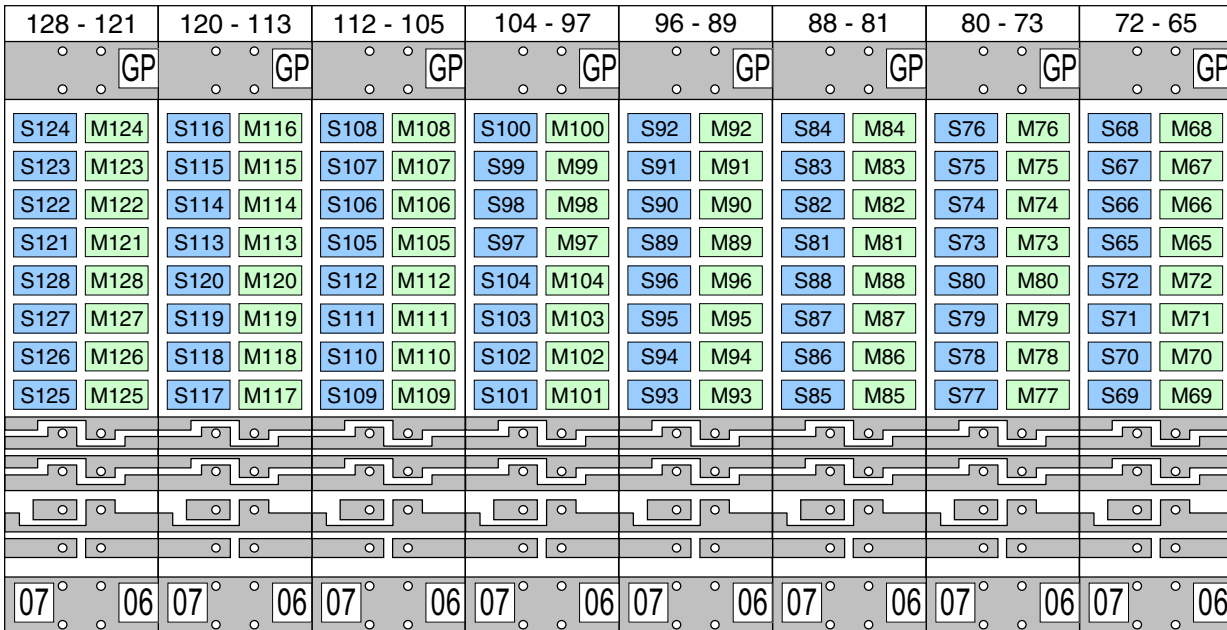 128 - 121 120 - 113 112 - 105 104 - 97 96 - 89 88 - 81 80 - 73 72 - 65
GP GP GP GP GP GP GP GP
S124 M124 S116 M116 S108 M108 S100 M100 S92 M92 S84 M84 S76 M76 S68 M68
S123 M123 S115 M115 S107 M107 S99 M99 S91 M91 S83 M83 S75 M75 S67 M67
S122 M122 S114 M114 S106 M106 S98 M98 S90 M90 S82 M82 S74 M74 S66 M66
S121 M121 S113 M113 S105 M105 S97 M97 S89 M89 S81 M81 S73 M73 S65 M65
S128 M128 S120 M120 S112 M112 S104 M104 S96 M96 S88 M88 S80 M80 S72 M72
S127 M127 S119 M119 S111 M111 S103 M103 S95 M95 S87 M87 S79 M79 S71 M71
S126 M126 S118 M118 S110 M110 S102 M102 S94 M94 S86 M86 S78 M78 S70 M70
S125 M125 S117 M117 S109 M109 S101 M101 S93 M93 S85 M85 S77 M77 S69 M69
07 06 07 06 07 06 07 06 07 06 07 06 07 06 07 06